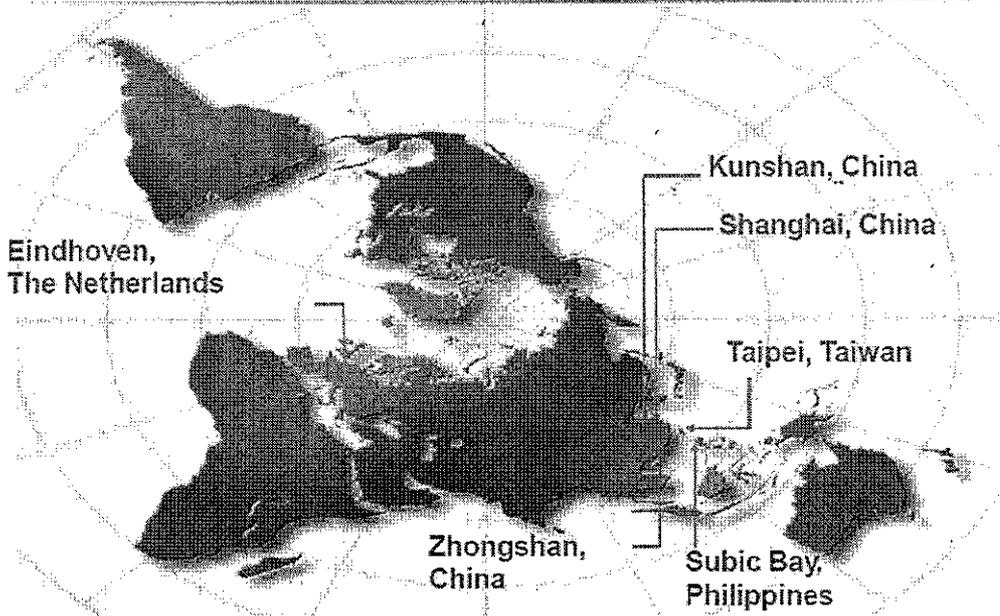 Kunshan, China
Shanghai, China
Eindhoven,
The Netherlands
Taipei, Taiwan
Zhongshan,
China
Subic Bay,
Philippines